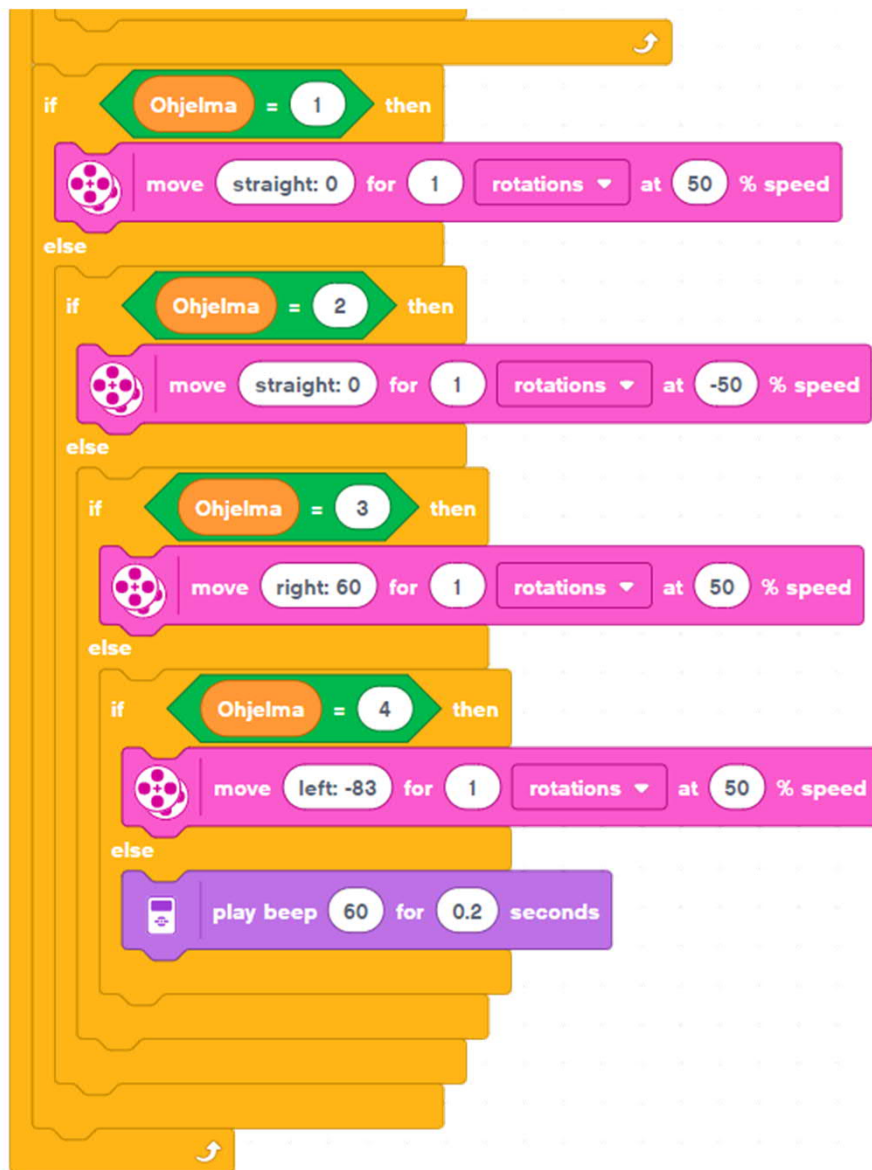 if Ohjelma = 1 then
move straight: 0 for 1 rotations at 50 % speed
else
if Ohjelma = 2 then
move straight: 0 for 1 rotations at -50 % speed
else
if Ohjelma = 3 then
move right: 60 for 1 rotations at 50 % speed
else
if Ohjelma = 4 then
move left: -83 for 1 rotations at 50 % speed
else
play beep 60 for 0.2 seconds